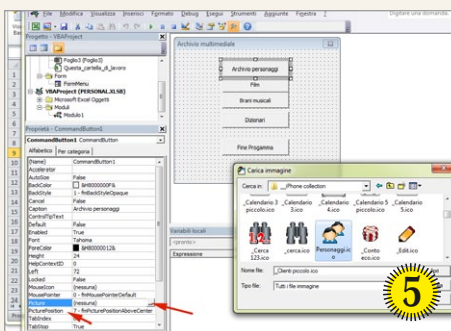 File Modifica Visualizza Inserisci Formato Debug Esegui Strumenti Aggiunte Finestra ?
Digitare una domanda.
Progetto - VBAProject
Foglio3 (Foglio3)
Questa_cartella_di_lavoro
Form
FormMenu
VBAProject (PERSONAL.XLSB)
Microsoft Excel Oggetti
Moduli
Modulo1
Proprietà - CommandButton1
CommandButton1 CommandButton
Alfabetico Per categoria
(Name) CommandButton1
Accelerator
AutoSize False
BackColor &H8000000F&
BackStyle 1 - fmBackStyleOpaque
Cancel False
Caption Archivio personaggi
ControlTipText
Default False
Enabled True
Font Tahoma
ForeColor &H80000012&
Height 24
HelpContextID 0
Left 72
Locked False
MouseIcon (nessuna)
MousePointer 0 - fmMousePointerDefault
Picture (nessuna)
PicturePosition 7 - fmPicturePositionAboveCenter
TabIndex
TabStop True
Archivio multimediale
Archivio personaggi
Film
Brani musicali
Dizionari
Fine Progamma
Variabili locali
<pronto>
Espressione
Carica immagine
Cerca in: __iPhone collection
_Calendario piccolo.ico
_Calendario 3.ico
_Calendario 4.ico
_Calendario 5 piccolo.ico
_Calendario 5.ico
_Cerca 123.ico
_cerca.ico
Personaggi.ico
_Conto eco.ico
_Edit.ico
Nome file: _Clienti piccolo.ico
Tipo file: Tutti i file immagine
5